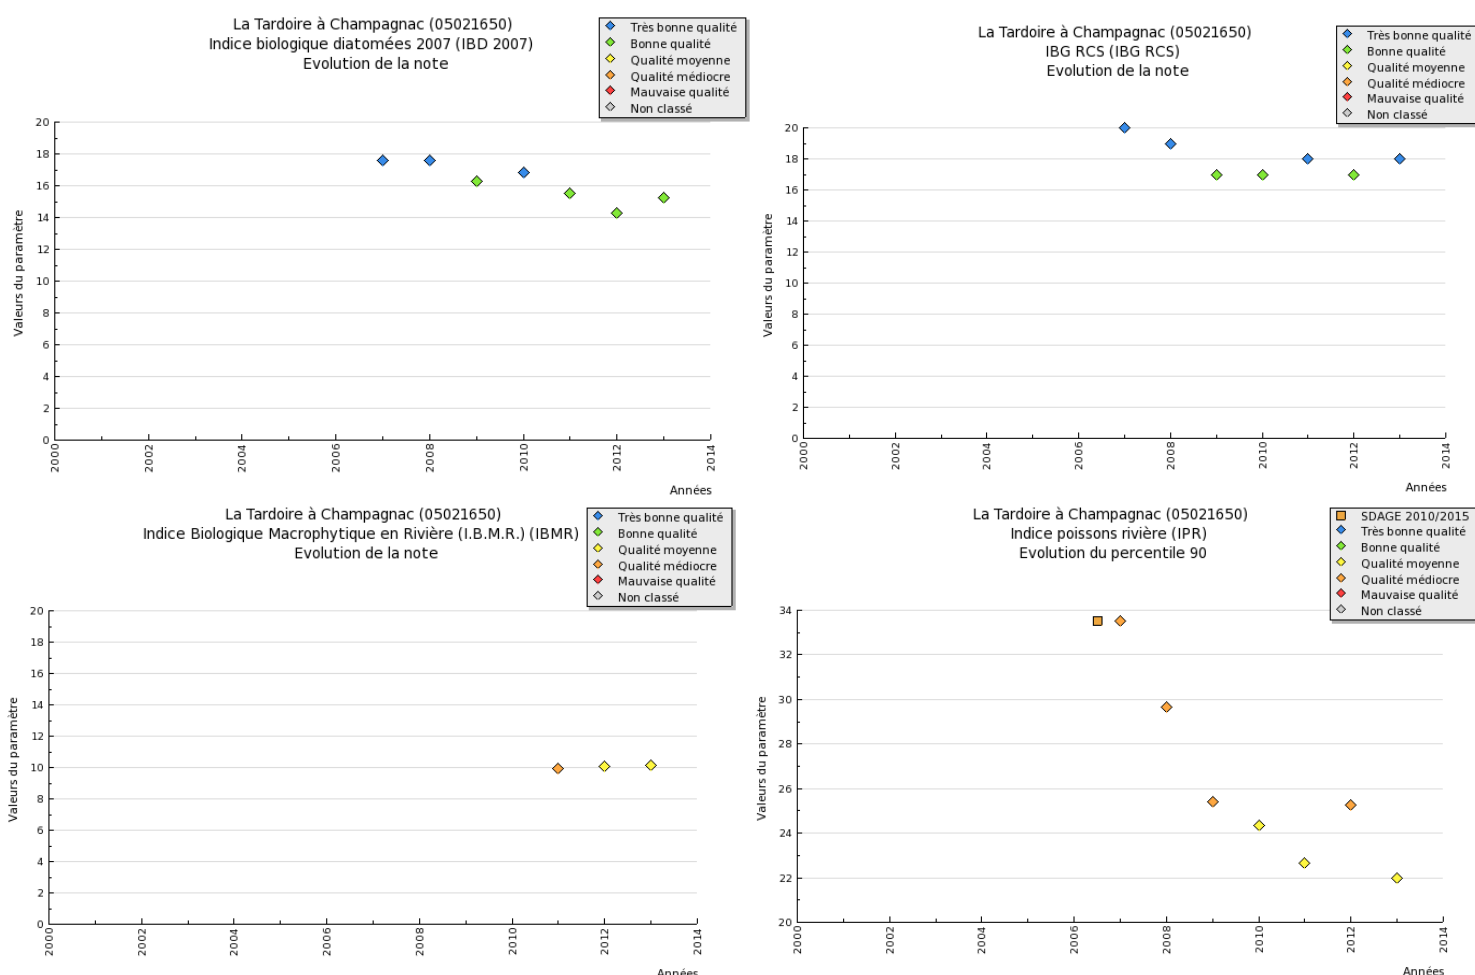 La Tardoire à Champagnac (05021650)
Indice biologique diatomées 2007 (IBD 2007)
Evolution de la note
Très bonne qualité
Bonne qualité
Qualité moyenne
Qualité médiocre
Mauvaise qualité
Non classé
Valeurs du paramètre
20
18
16
14
12
10
8
6
4
2
0
2000
2002
2004
2006
2008
2010
2012
2014
Années
La Tardoire à Champagnac (05021650)
IBG RCS (IBG RCS)
Evolution de la note
Très bonne qualité
Bonne qualité
Qualité moyenne
Qualité médiocre
Mauvaise qualité
Non classé
Valeurs du paramètre
20
18
16
14
12
10
8
6
4
2
0
2000
2002
2004
2006
2008
2010
2012
2014
Années
La Tardoire à Champagnac (05021650)
Indice Biologique Macrophytique en Rivière (I.B.M.R.) (IBMR)
Evolution de la note
Très bonne qualité
Bonne qualité
Qualité moyenne
Qualité médiocre
Mauvaise qualité
Non classé
Valeurs du paramètre
20
18
16
14
12
10
8
6
4
2
0
2000
2002
2004
2006
2008
2010
2012
2014
Années
La Tardoire à Champagnac (05021650)
Indice poissons rivière (IPR)
Evolution du percentile 90
SDAGE 2010/2015
Très bonne qualité
Bonne qualité
Qualité moyenne
Qualité médiocre
Mauvaise qualité
Non classé
Valeurs du paramètre
34
32
30
28
26
24
22
20
2000
2002
2004
2006
2008
2010
2012
2014
Années